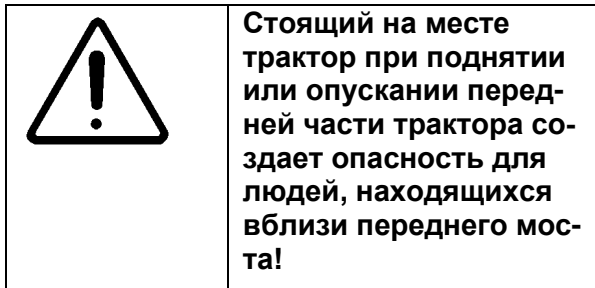 Стоящий на месте
трактор при поднятии
или опускании перед-
ней части трактора со-
здает опасность для
людей, находящихся
вблизи переднего мос-
та!